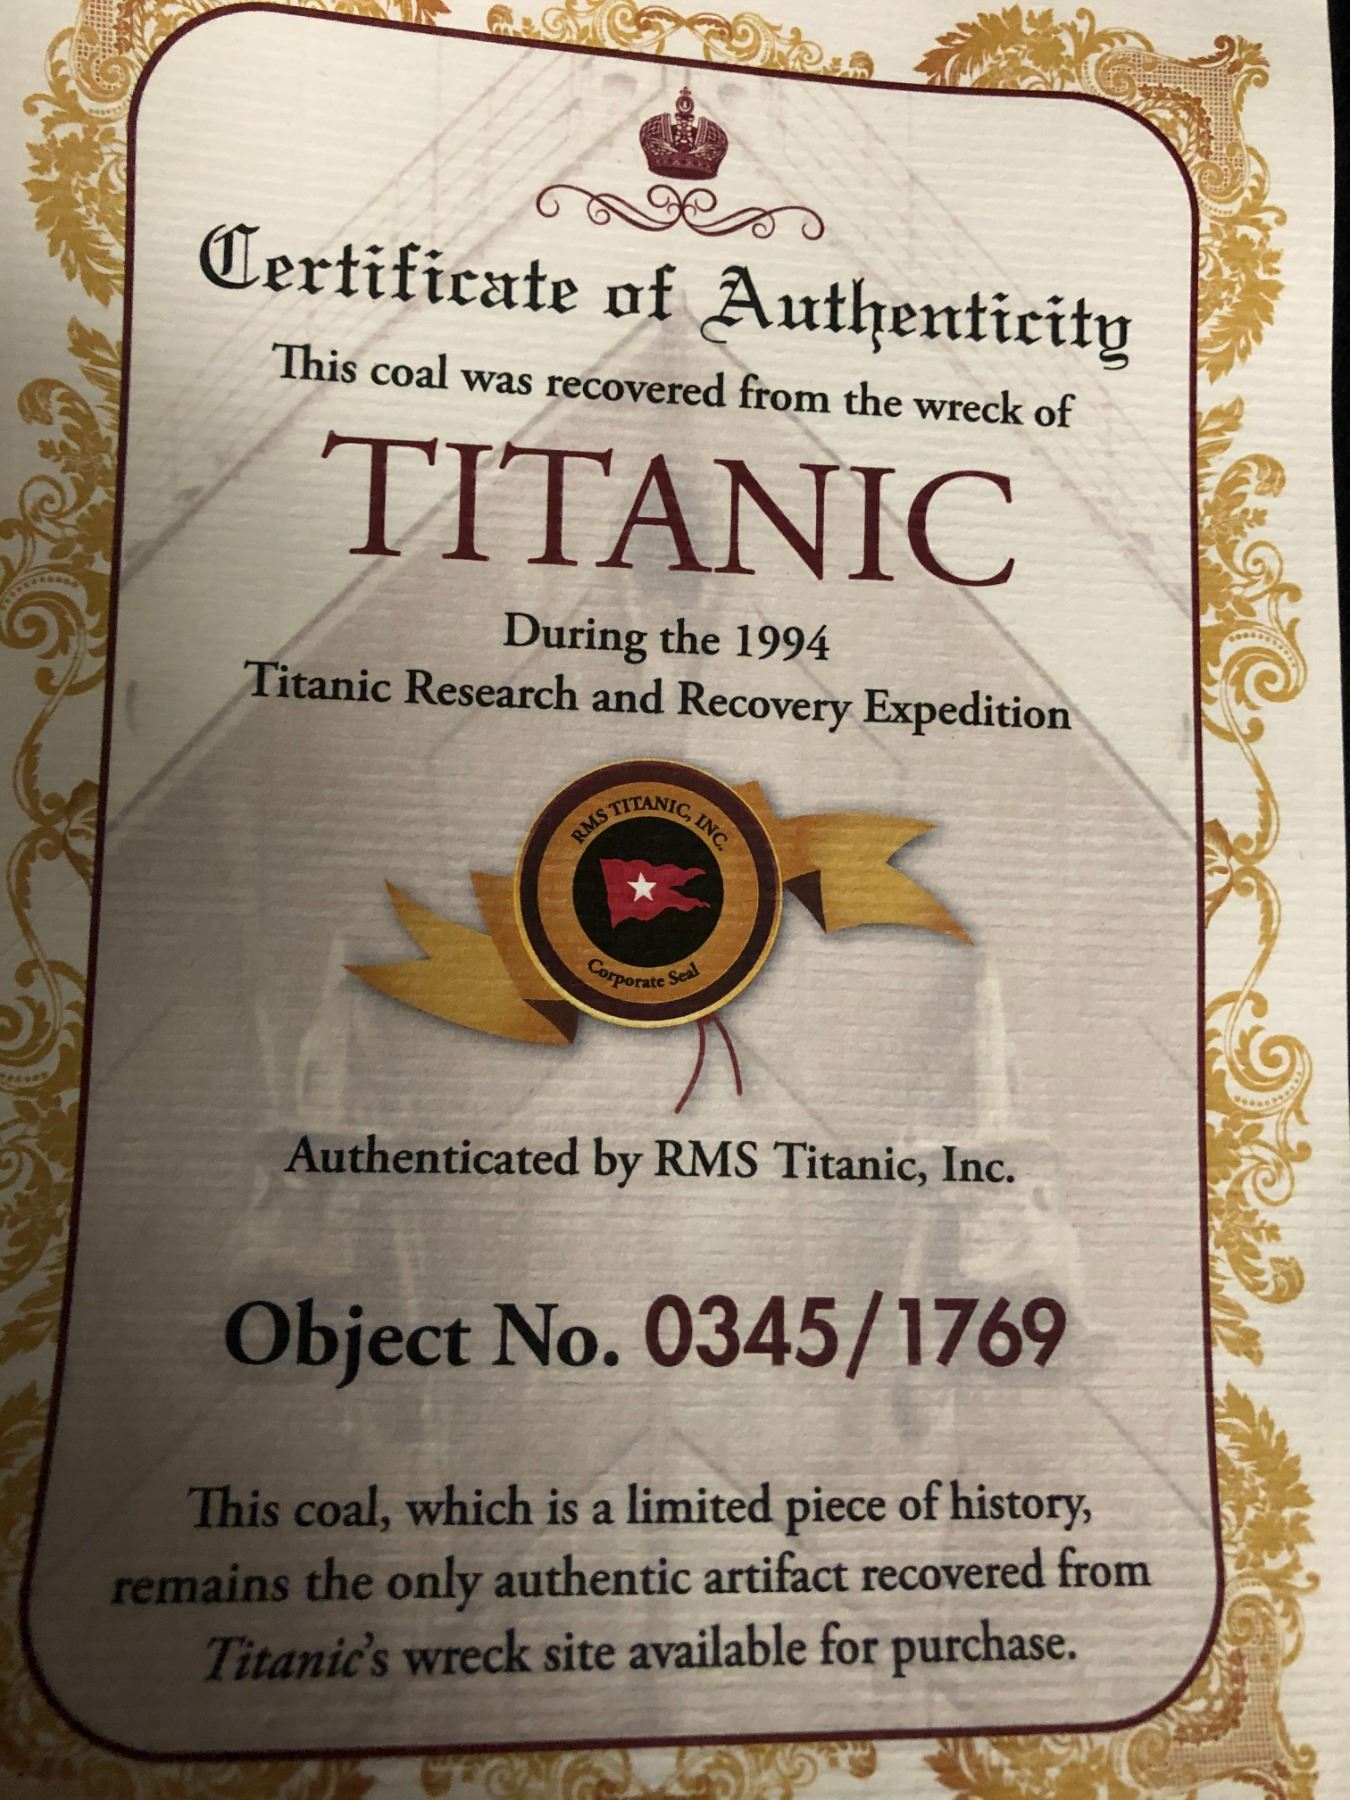 Certificate of Authenticity
This coal was recovered from the wreck of
TITANIC
During the 1994
Titanic Research and Recovery Expedition
RMS TITANIC, INC.
Corporate Seal
Authenticated by RMS Titanic, Inc.
Object No. 0345/1769
This coal, which is a limited piece of history,
remains the only authentic artifact recovered from
Titanic's wreck site available for purchase.